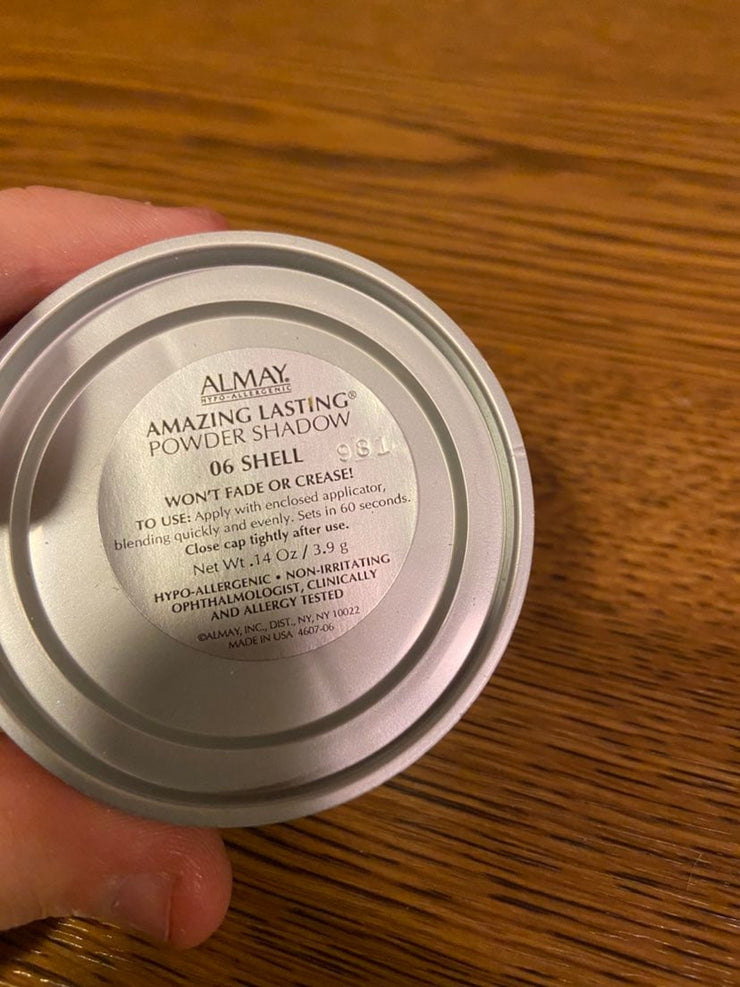 ALMAY®
HYPO-ALLERGENIC
AMAZING LASTING®
POWDER SHADOW
06 SHELL
981
WON'T FADE OR CREASE!
TO USE: Apply with enclosed applicator,
blending quickly and evenly. Sets in 60 seconds.
Close cap tightly after use.
Net Wt .14 Oz / 3.9 g
HYPO-ALLERGENIC • NON-IRRITATING
OPHTHALMOLOGIST, CLINICALLY
AND ALLERGY TESTED
©ALMAY, INC., DIST., NY, NY 10022
MADE IN USA 4607-06